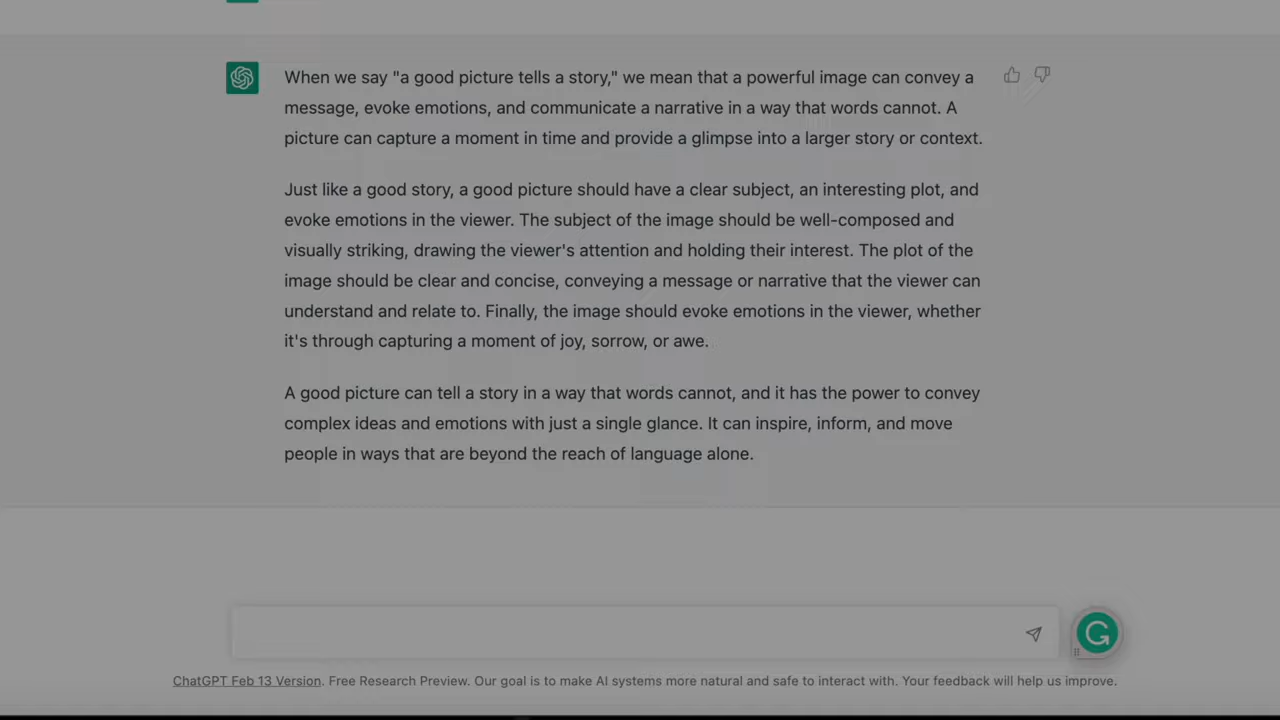 When we say "a good picture tells a story," we mean that a powerful image can convey a
message, evoke emotions, and communicate a narrative in a way that words cannot. A
picture can capture a moment in time and provide a glimpse into a larger story or context.
Just like a good story, a good picture should have a clear subject, an interesting plot, and
evoke emotions in the viewer. The subject of the image should be well-composed and
visually striking, drawing the viewer's attention and holding their interest. The plot of the
image should be clear and concise, conveying a message or narrative that the viewer can
understand and relate to. Finally, the image should evoke emotions in the viewer, whether
it's through capturing a moment of joy, sorrow, or awe.
A good picture can tell a story in a way that words cannot, and it has the power to convey
complex ideas and emotions with just a single glance. It can inspire, inform, and move
people in ways that are beyond the reach of language alone.
ChatGPT Feb 13 Version. Free Research Preview. Our goal is to make AI systems more natural and safe to interact with. Your feedback will help us improve.